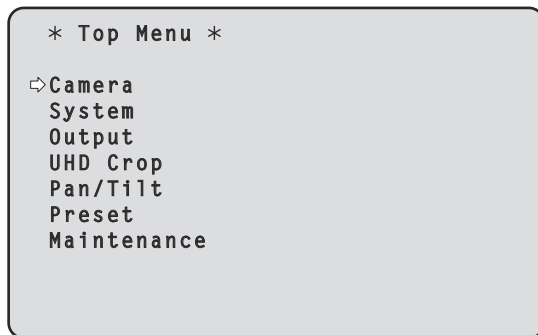 * Top Menu *
⇨Camera
System
Output
UHD Crop
Pan/Tilt
Preset
Maintenance